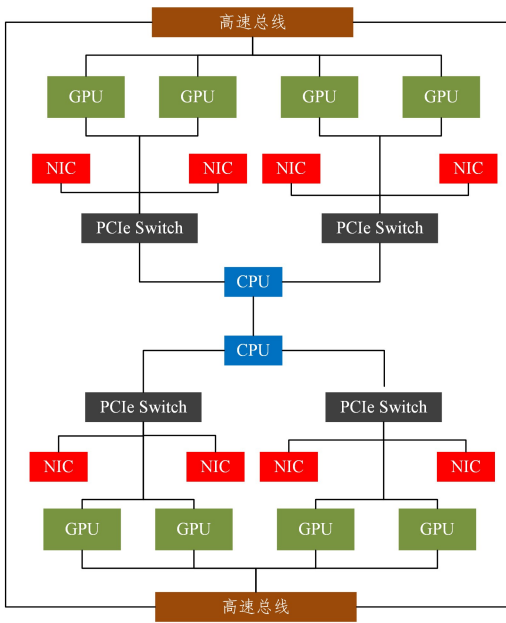 高速总线
GPU GPU GPU GPU
NIC NIC NIC NIC
PCIe Switch PCIe Switch
CPU
CPU
PCIe Switch PCIe Switch
NIC NIC NIC NIC
GPU GPU GPU GPU
高速总线